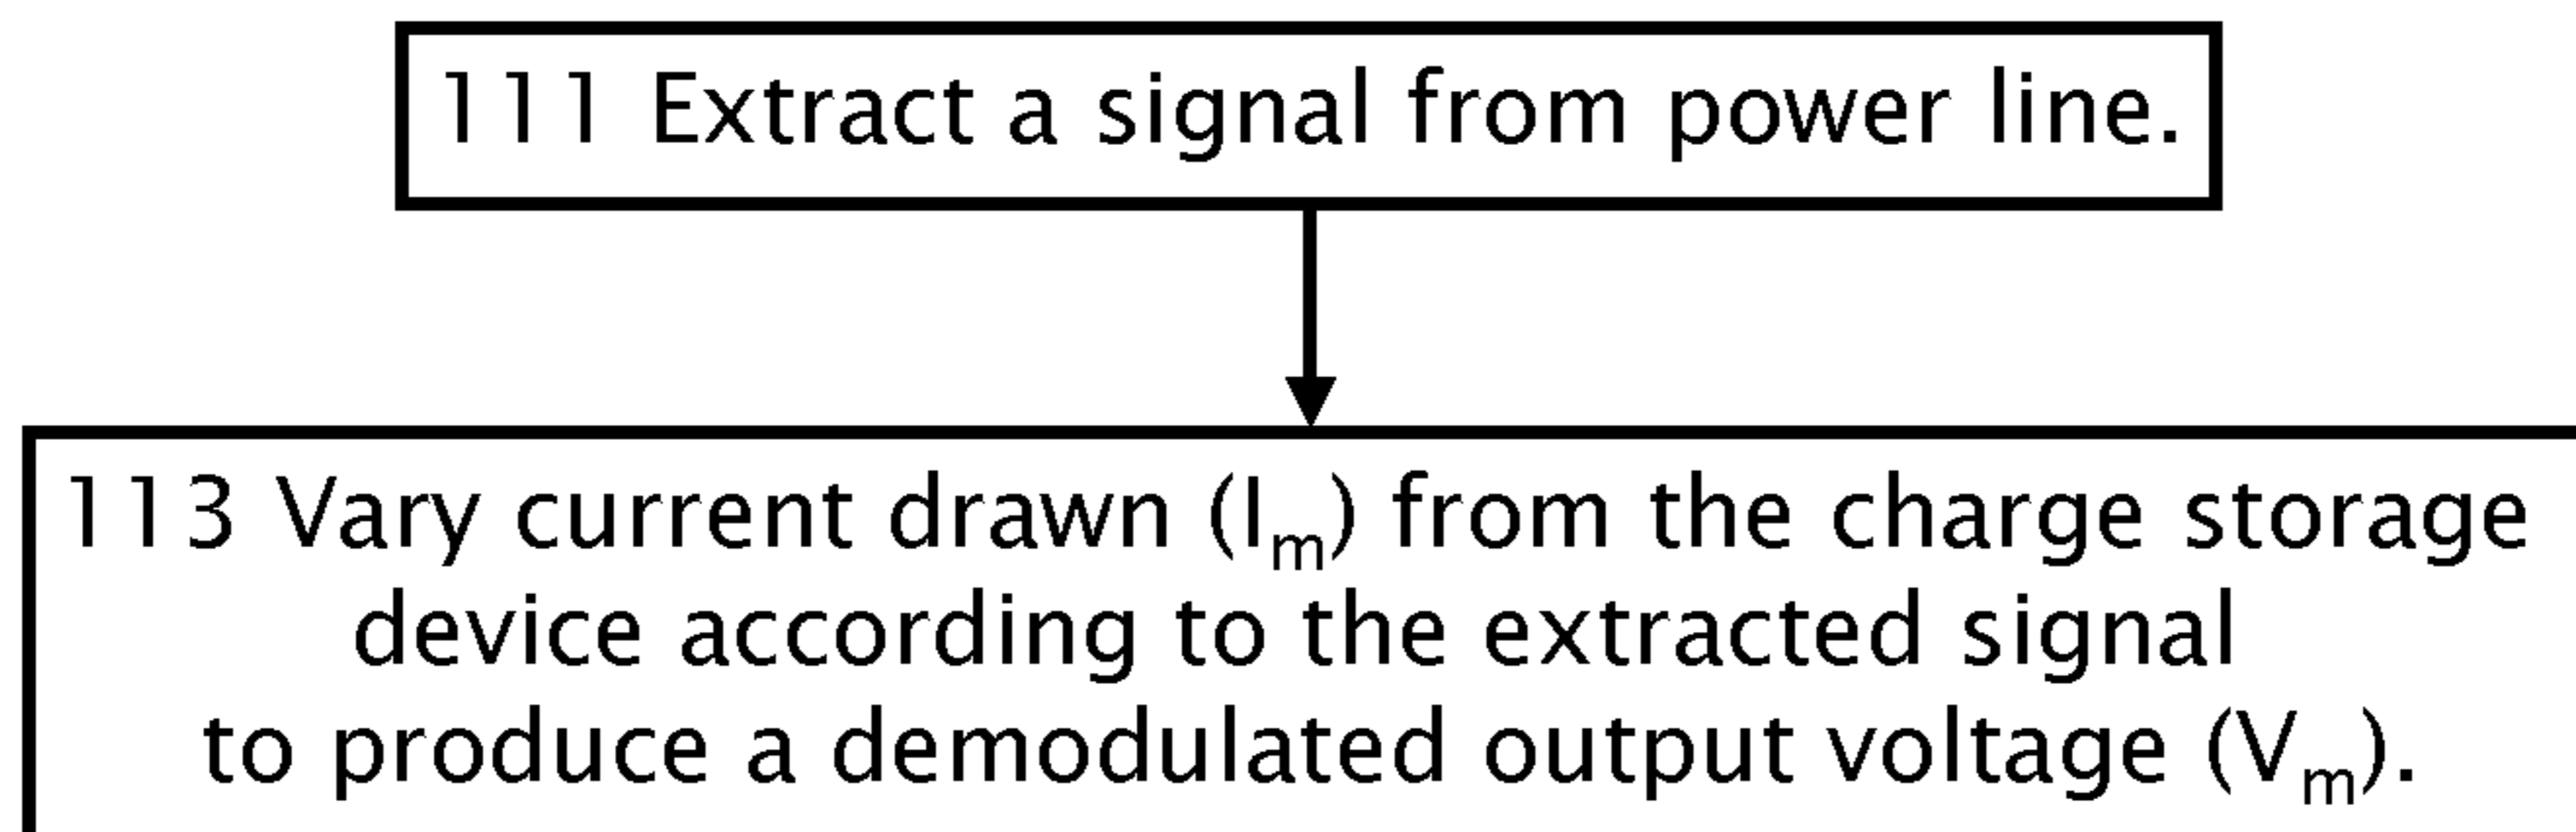 111 Extract a signal from power line.
113 Vary current drawn (Im) from the charge storage
device according to the extracted signal
to produce a demodulated output voltage (Vm).